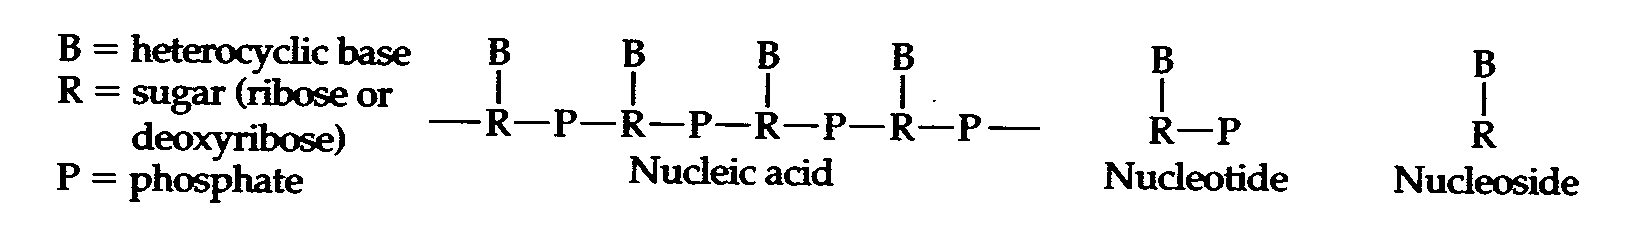 B = heterocyclic base
R = sugar (ribose or
deoxyribose)
P = phosphate
B B B B
—R—P—R—P—R—P—R—P—
Nucleic acid
B
R—P
Nucleotide
B
R
Nucleoside